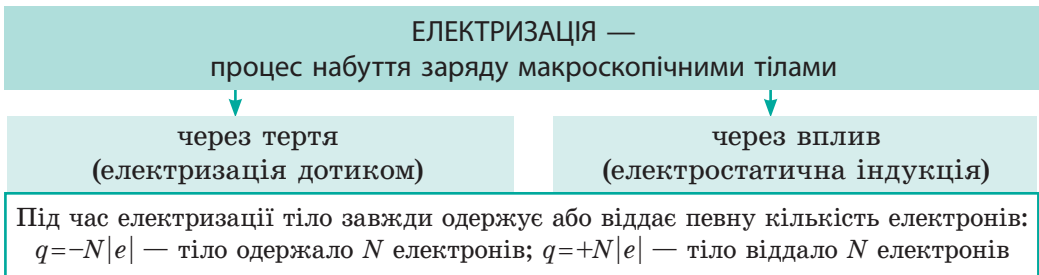 ЕЛЕКТРИЗАЦІЯ —
процес набуття заряду макроскопічними тілами
через тертя
(електризація дотиком)
через вплив
(електростатична індукція)
Під час електризації тіло завжди одержує або віддає певну кількість електронів:
q=−N|e| — тіло одержало N електронів; q=+N|e| — тіло віддало N електронів